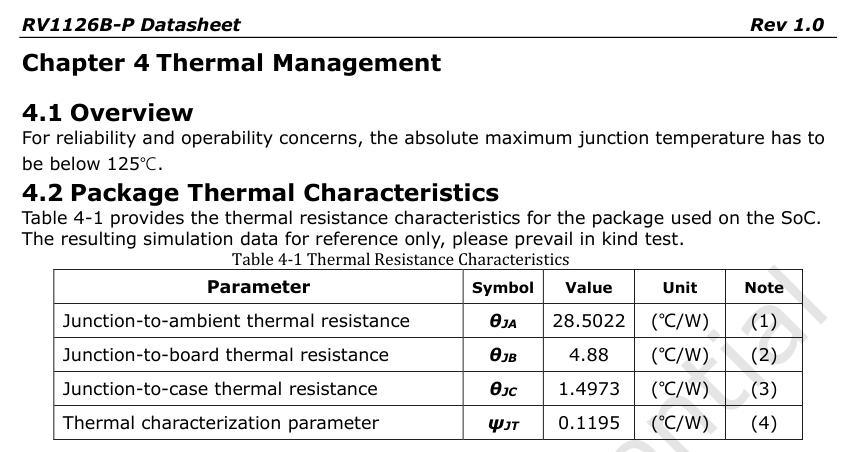 RV1126B-P Datasheet Rev 1.0
Chapter 4 Thermal Management
4.1 Overview
For reliability and operability concerns, the absolute maximum junction temperature has to
be below 125℃.
4.2 Package Thermal Characteristics
Table 4-1 provides the thermal resistance characteristics for the package used on the SoC.
The resulting simulation data for reference only, please prevail in kind test.
Table 4-1 Thermal Resistance Characteristics
Parameter Symbol Value Unit Note
Junction-to-ambient thermal resistance θJA 28.5022 (℃/W) (1)
Junction-to-board thermal resistance θJB 4.88 (℃/W) (2)
Junction-to-case thermal resistance θJC 1.4973 (℃/W) (3)
Thermal characterization parameter ψJT 0.1195 (℃/W) (4)
ential